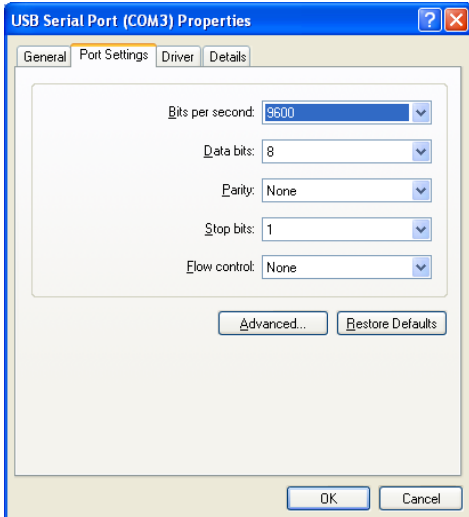 USB Serial Port (COM3) Properties
General Port Settings Driver Details
Bits per second: 9600
Data bits: 8
Parity: None
Stop bits: 1
Flow control: None
Advanced... Restore Defaults
OK Cancel